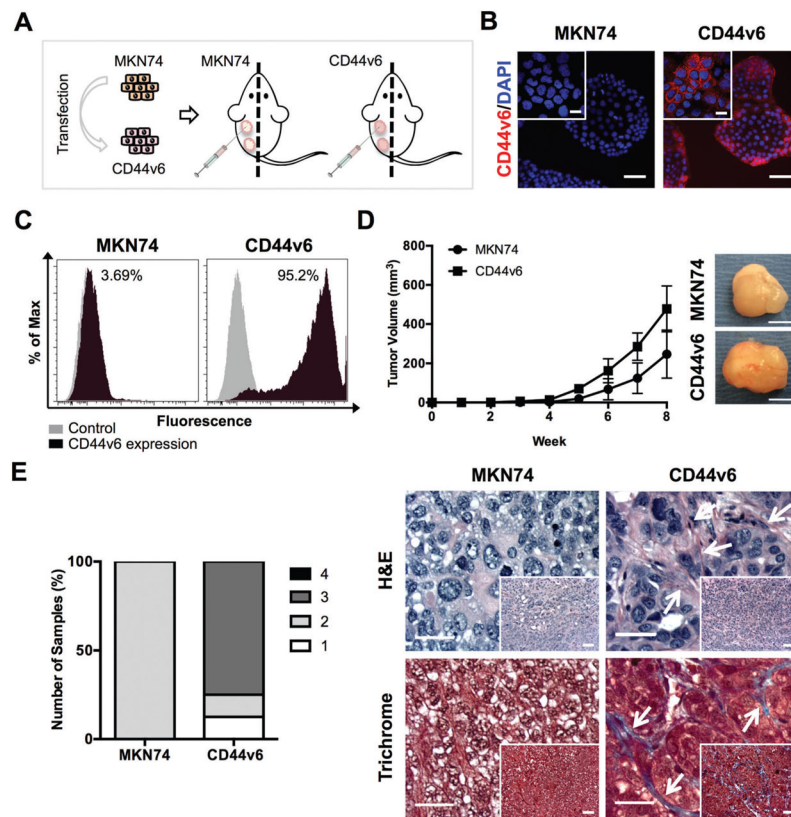 A
MKN74
Transfection
CD44v6
MKN74
CD44v6
B
MKN74
CD44v6
CD44v6/DAPI
C
MKN74
CD44v6
3.69%
95.2%
% of Max
Fluorescence
Control
CD44v6 expression
D
800
600
400
200
0
Tumor Volume (mm³)
MKN74
CD44v6
0
2
4
6
8
Week
MKN74
CD44v6
E
100
50
0
Number of Samples (%)
MKN74
CD44v6
4
3
2
1
MKN74
CD44v6
H&E
Trichrome